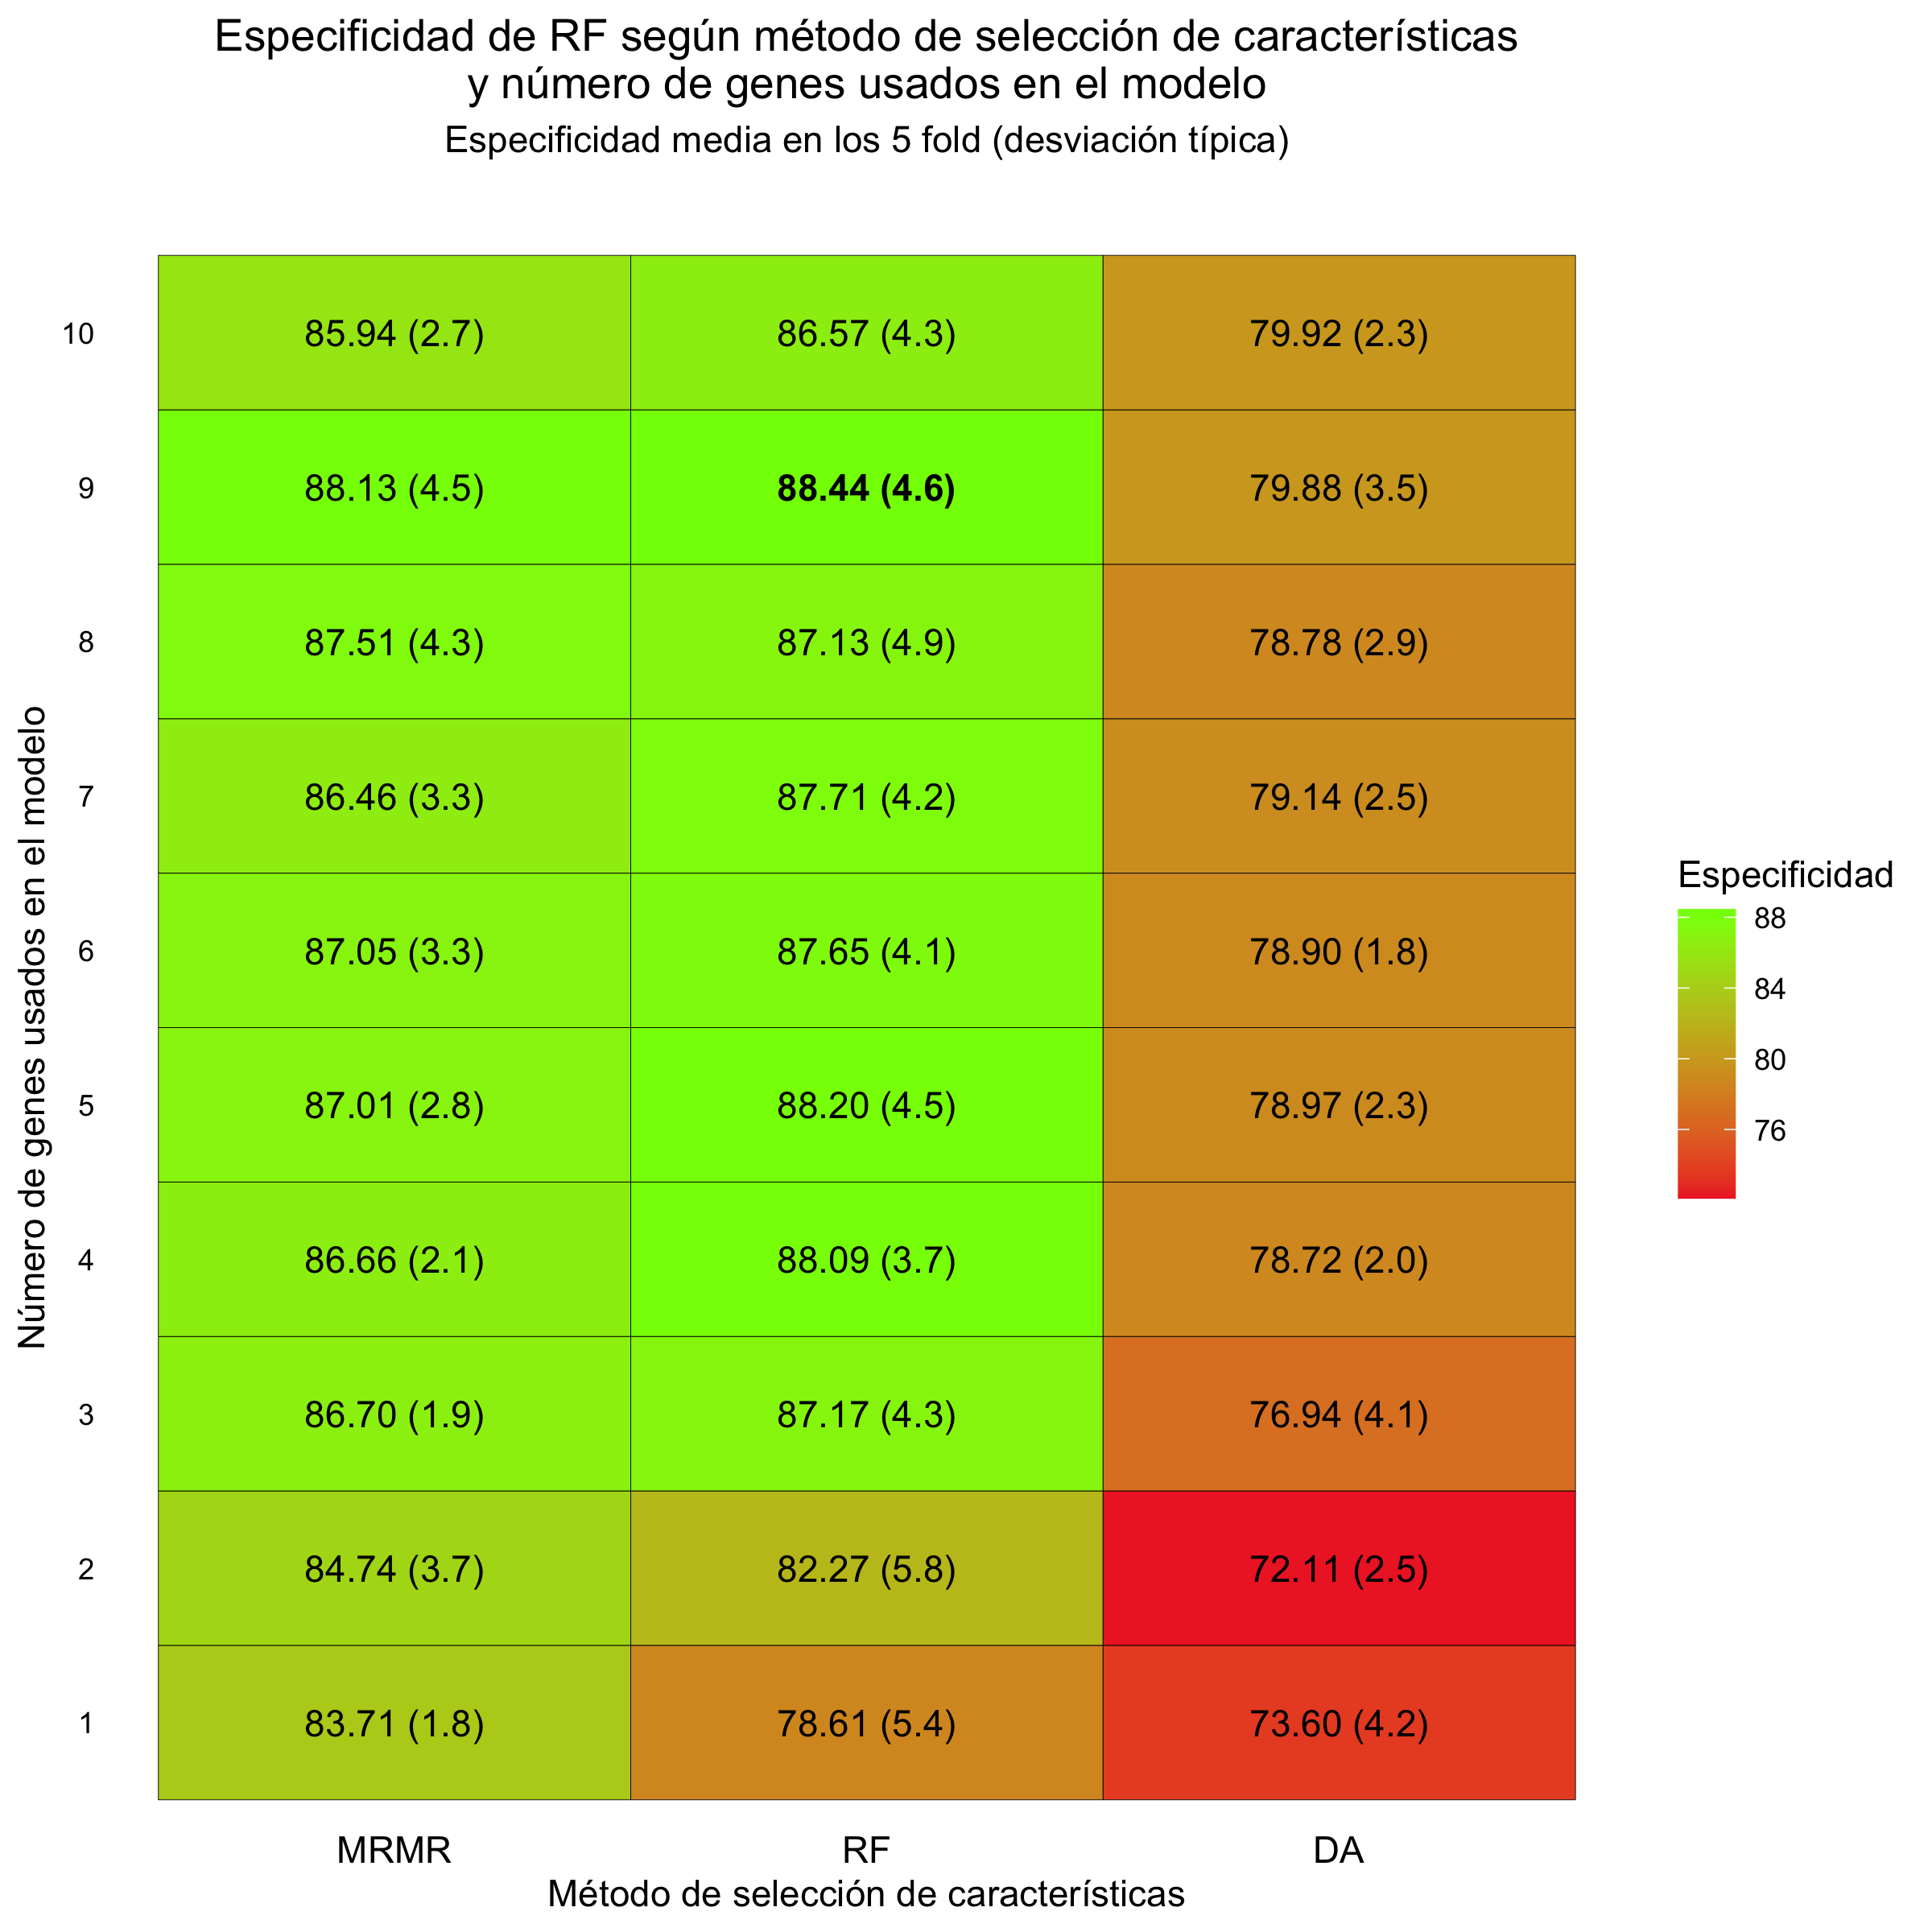 Especificidad de RF según método de selección de características
y número de genes usados en el modelo
Especificidad media en los 5 fold (desviación típica)
Número de genes usados en el modelo
10 85.94 (2.7) 86.57 (4.3) 79.92 (2.3)
9 88.13 (4.5) 88.44 (4.6) 79.88 (3.5)
8 87.51 (4.3) 87.13 (4.9) 78.78 (2.9)
7 86.46 (3.3) 87.71 (4.2) 79.14 (2.5)
6 87.05 (3.3) 87.65 (4.1) 78.90 (1.8)
5 87.01 (2.8) 88.20 (4.5) 78.97 (2.3)
4 86.66 (2.1) 88.09 (3.7) 78.72 (2.0)
3 86.70 (1.9) 87.17 (4.3) 76.94 (4.1)
2 84.74 (3.7) 82.27 (5.8) 72.11 (2.5)
1 83.71 (1.8) 78.61 (5.4) 73.60 (4.2)
MRMR RF DA
Método de selección de características
Especificidad
88
84
80
76